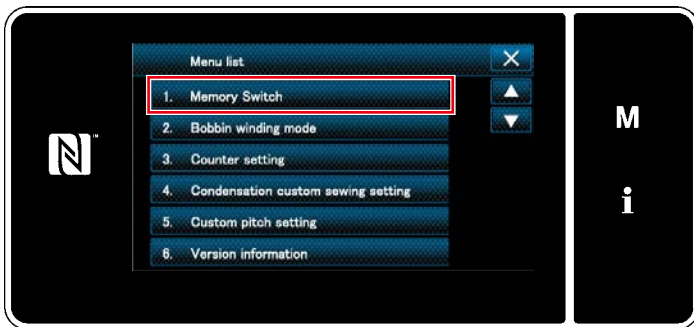 Menu list
1. Memory Switch
2. Bobbin winding mode
3. Counter setting
4. Condensation custom sewing setting
5. Custom pitch setting
6. Version information
M
i